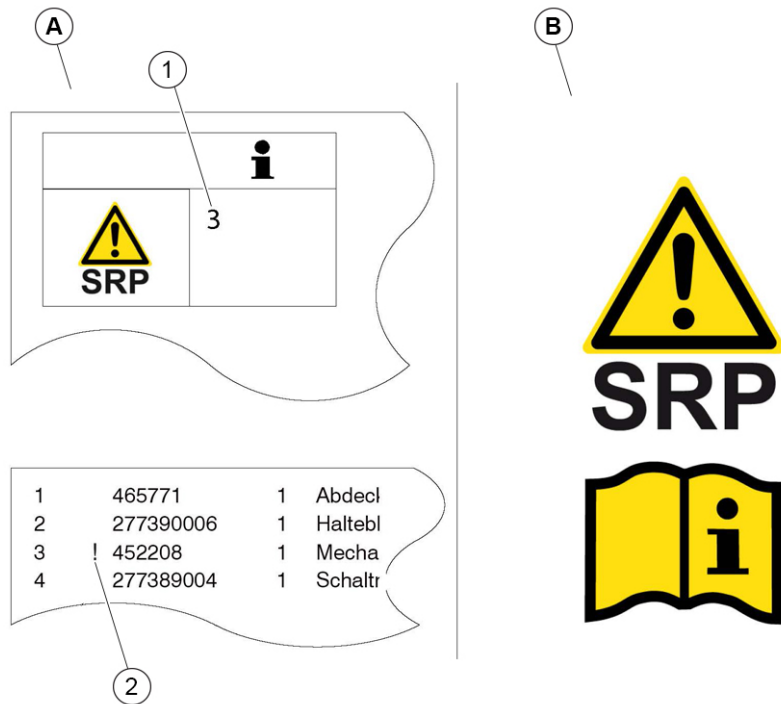 A
B
1
i
3
SRP
SRP
i
1 465771 1 Abdeck
2 277390006 1 Haltebl
3 ! 452208 1 Mecha
4 277389004 1 Schaltr
2